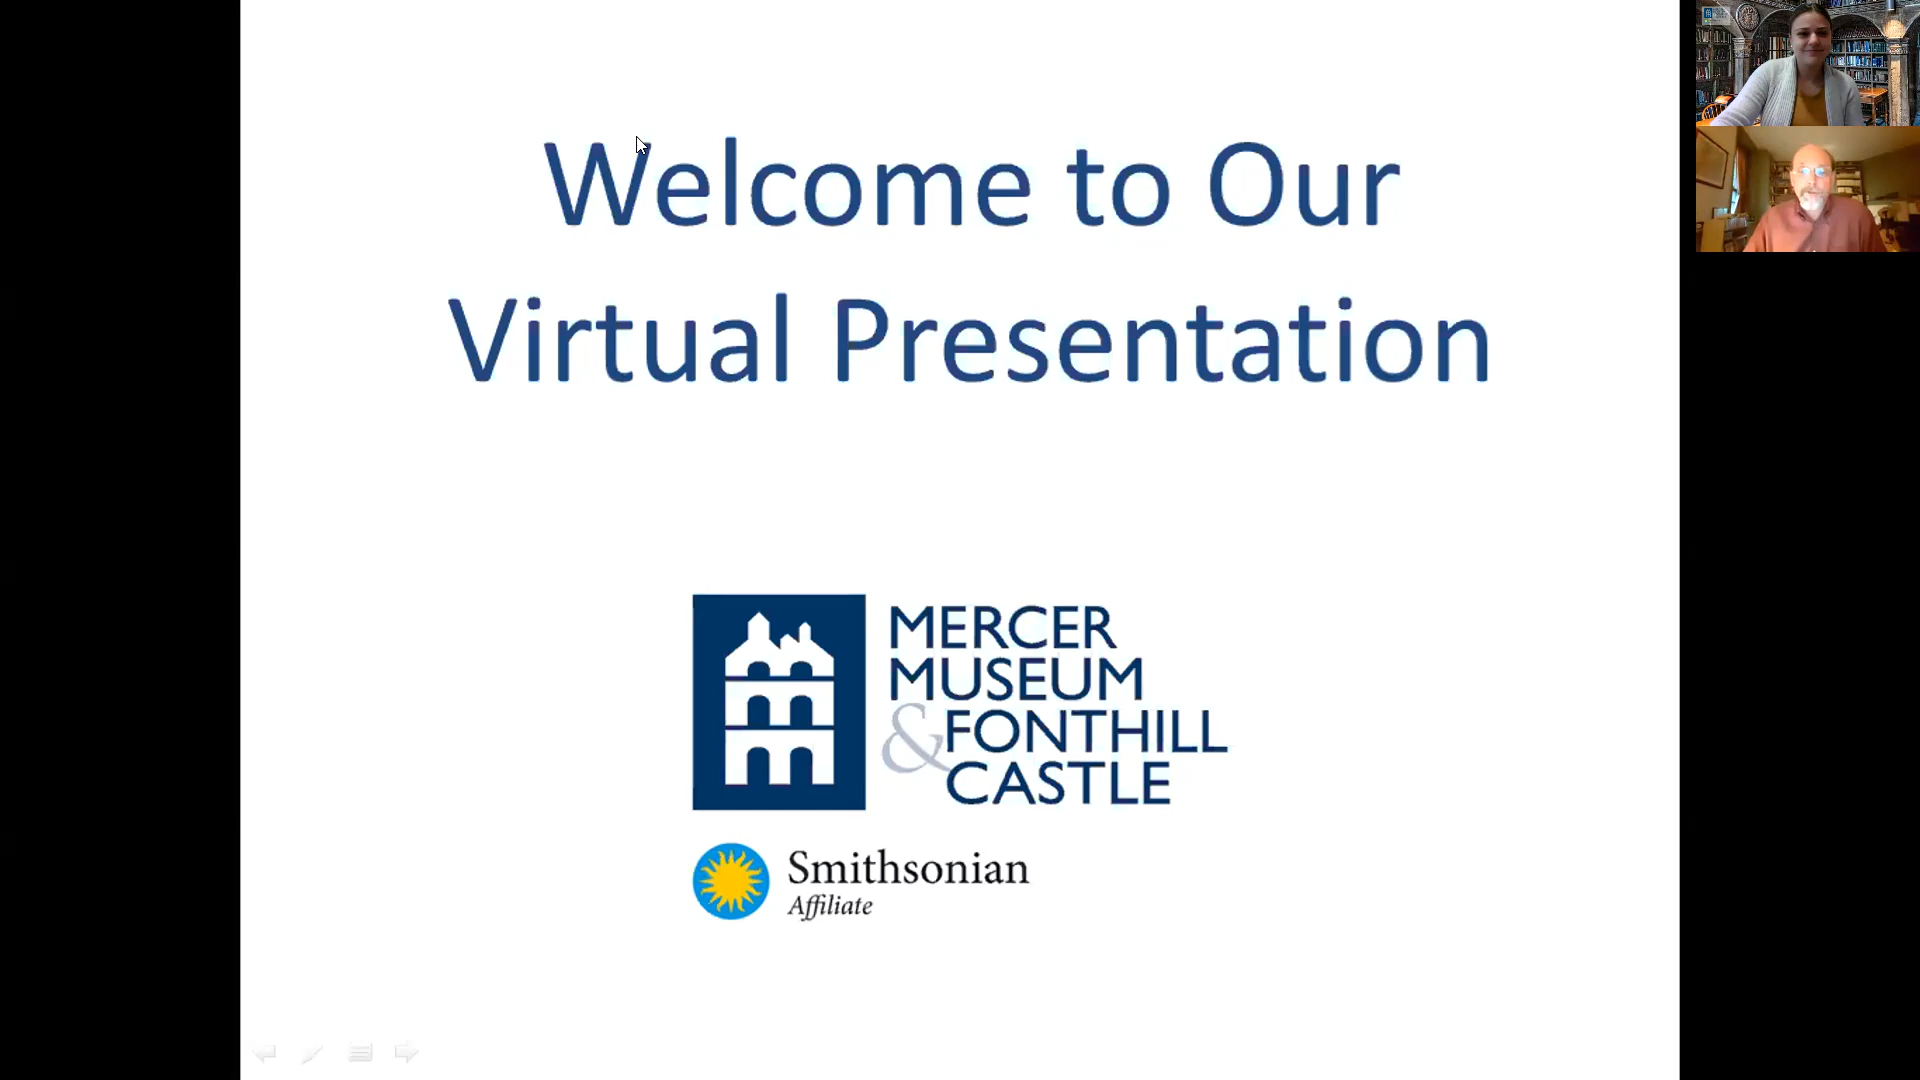 Welcome to Our
Virtual Presentation
MERCER
MUSEUM
& FONTHILL
CASTLE
Smithsonian
Affiliate